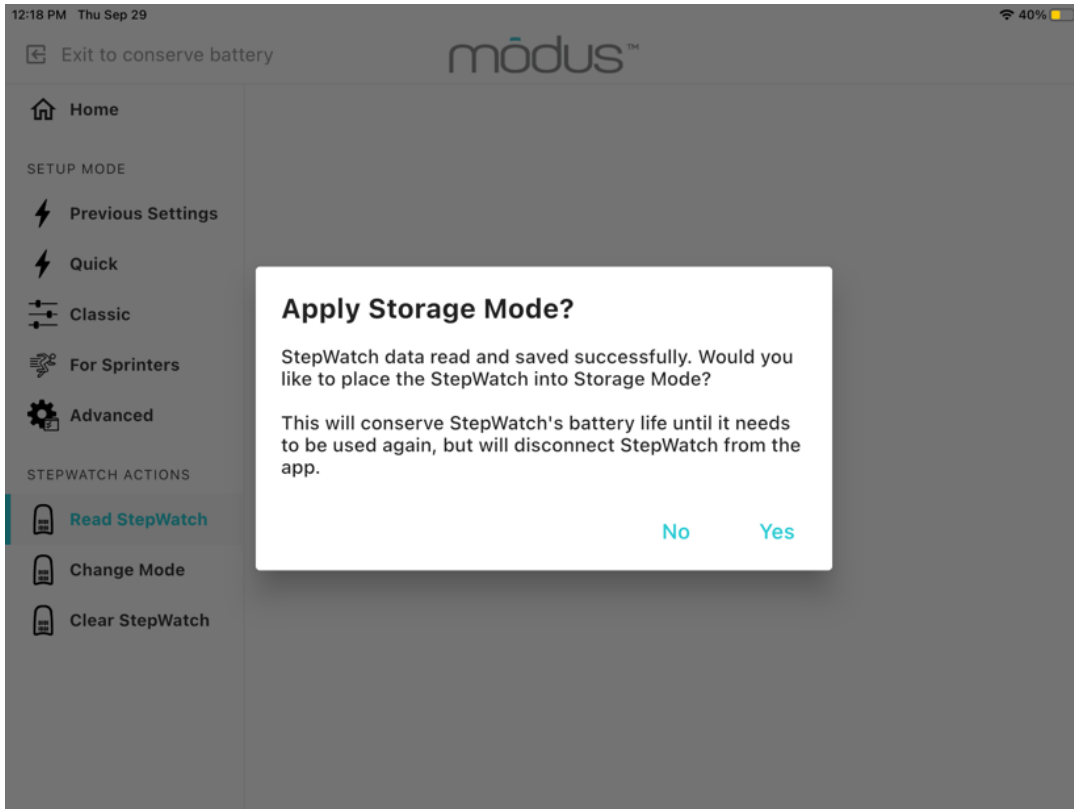 12:18 PM Thu Sep 29
40%
Exit to conserve battery
mōdus™
Home
SETUP MODE
Previous Settings
Quick
Classic
For Sprinters
Advanced
STEPWATCH ACTIONS
Read StepWatch
Change Mode
Clear StepWatch
Apply Storage Mode?
StepWatch data read and saved successfully. Would you
like to place the StepWatch into Storage Mode?
This will conserve StepWatch's battery life until it needs
to be used again, but will disconnect StepWatch from the
app.
No Yes